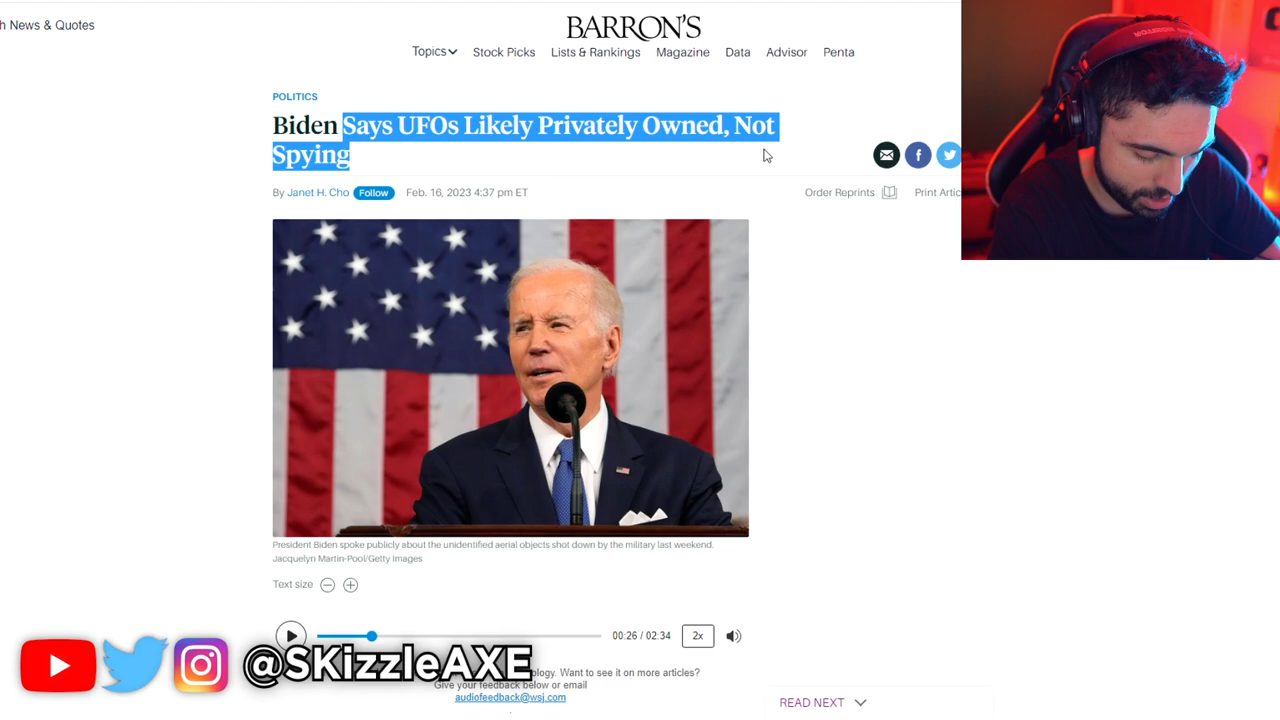 h News & Quotes
BARRON'S
Topics Stock Picks Lists & Rankings Magazine Data Advisor Penta
POLITICS
Biden Says UFOs Likely Privately Owned, Not
Spying
By Janet H. Cho Follow Feb. 16, 2023 4:37 pm ET
Order Reprints Print Artic
President Biden spoke publicly about the unidentified aerial objects shot down by the military last weekend.
Jacquelyn Martin-Pool/Getty Images
Text size
00:26 / 02:34 2x
@SKizzleAXE
ology. Want to see it on more articles?
Give your feedback below or email
audiofeedback@wsj.com
READ NEXT